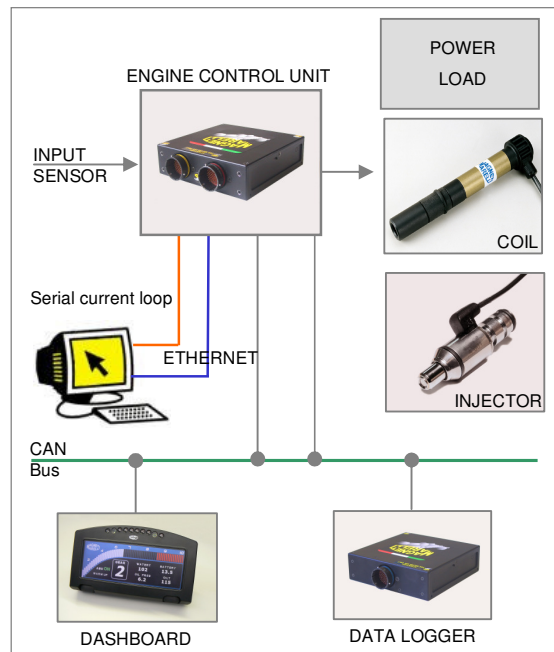 POWER
LOAD
ENGINE CONTROL UNIT
INPUT
SENSOR
COIL
Serial current loop
ETHERNET
INJECTOR
CAN
Bus
DASHBOARD
DATA LOGGER